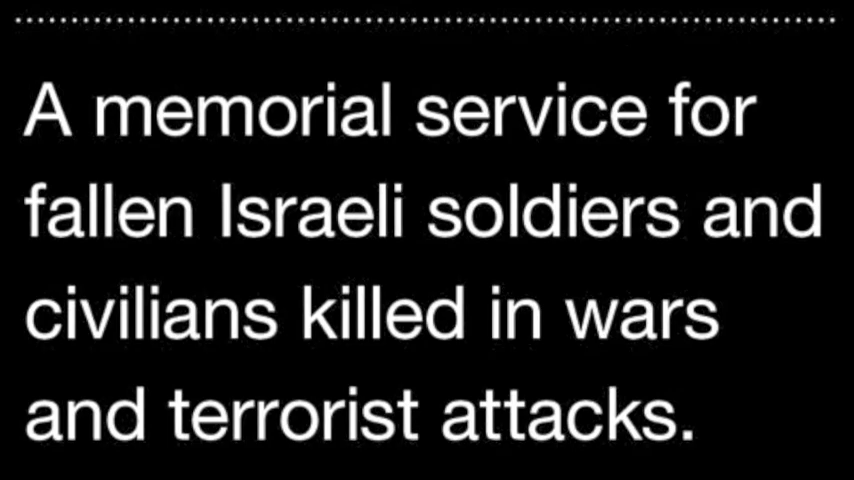 A memorial service for
fallen Israeli soldiers and
civilians killed in wars
and terrorist attacks.